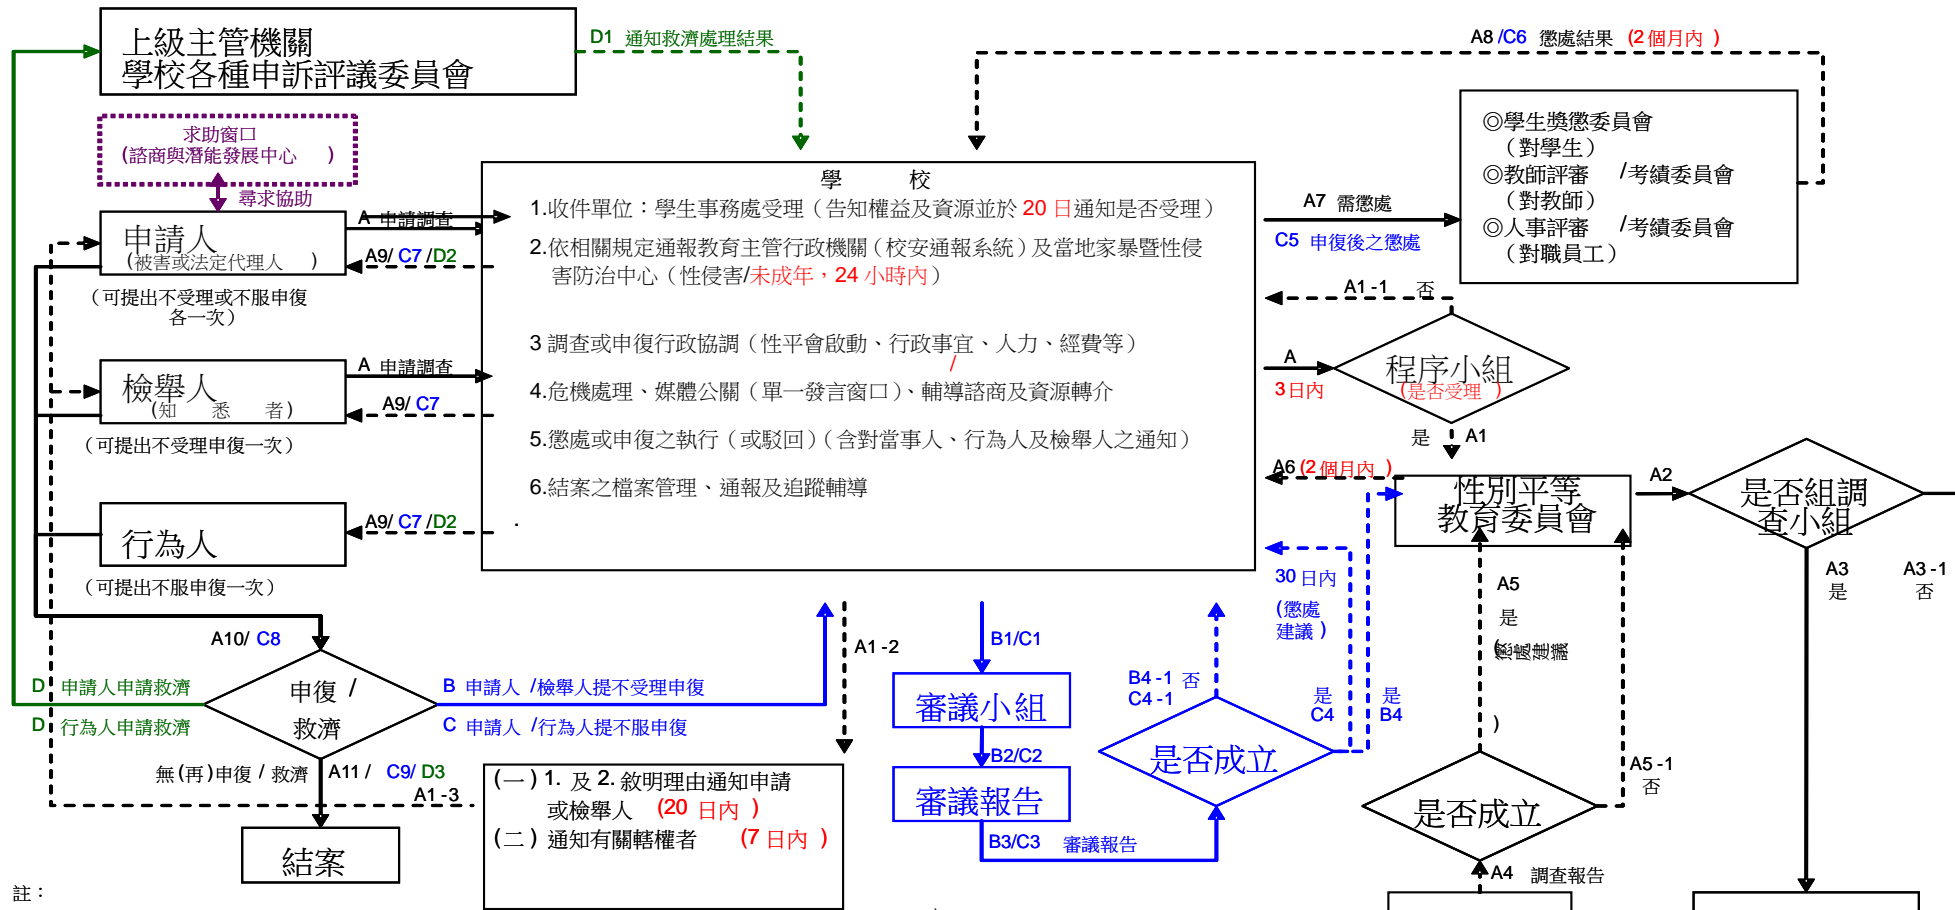 上級主管機關
學校各種申訴評議委員會
D1 通知救濟處理結果
A8 /C6 懲處結果 (2 個月內 )
求助窗口
(諮商與潛能發展中心 )
尋求協助
申請人
(被害或法定代理人 )
(可提出不受理或不服申復
各一次)
A 申請調查
A9/ C7 /D2
檢舉人
(知 悉 者)
(可提出不受理申復一次)
A 申請調查
A9/ C7
行為人
(可提出不服申復一次)
A9/ C7 /D2
學 校
1.收件單位：學生事務處受理（告知權益及資源並於 20 日通知是否受理）
2.依相關規定通報教育主管行政機關（校安通報系統）及當地家暴暨性侵
害防治中心（性侵害/未成年，24 小時內）
3 調查或申復行政協調（性平會啟動、行政事宜、人力、經費等）
/
4.危機處理、媒體公關（單一發言窗口）、輔導諮商及資源轉介
5.懲處或申復之執行（或駁回）（含對當事人、行為人及檢舉人之通知）
6.結案之檔案管理、通報及追蹤輔導
.
A7 需懲處
C5 申復後之懲處
◎學生獎懲委員會
（對學生）
◎教師評審 /考績委員會
（對教師）
◎人事評審 /考績委員會
（對職員工）
A1 -1 否
A
3 日內
程序小組
(是否受理 )
是 A1
A6 (2 個月內 )
性別平等
教育委員會
A2
是否組調
查小組
A3
是
A3 -1
否
30 日內
(懲處
建議 )
A5
是
(懲處建議
)
A10/ C8
申復 /
救濟
D 申請人申請救濟
D 行為人申請救濟
B 申請人 /檢舉人提不受理申復
C 申請人 /行為人提不服申復
A1 -2
B1/C1
審議小組
B2/C2
審議報告
B3/C3 審議報告
B4 -1 否
C4 -1
是否成立
是
C4
是
B4
無(再)申復 / 救濟
A11 / C9/ D3
A1 -3
結案
(一) 1. 及 2. 敘明理由通知申請
或檢舉人 (20 日內 )
(二) 通知有關轄權者 (7 日內 )
是否成立
A5 -1
否
A4 調查報告
註：